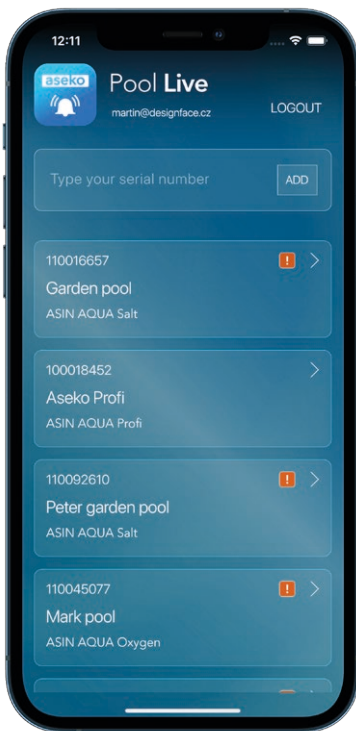 12:11
aseko
Pool Live
martin@designface.cz
LOGOUT
Type your serial number
ADD
110016657
!
Garden pool
ASIN AQUA Salt
100018452
Aseko Profi
ASIN AQUA Profi
110092610
!
Peter garden pool
ASIN AQUA Salt
110045077
!
Mark pool
ASIN AQUA Oxygen